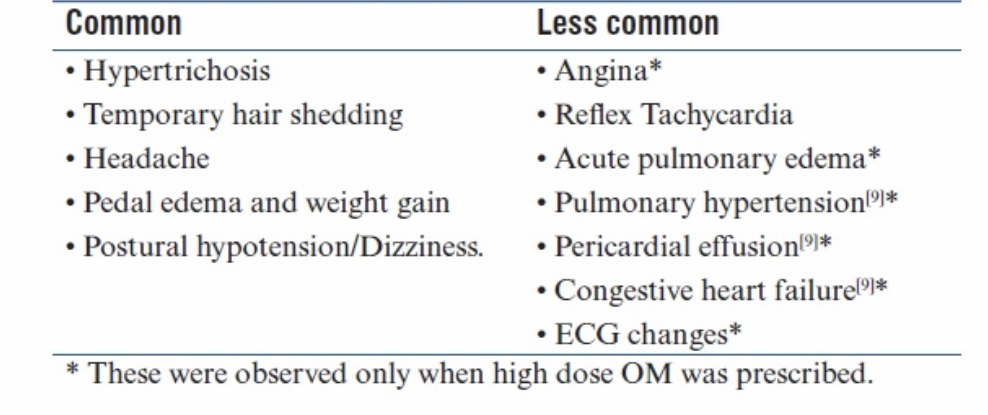 Common Less common
• Hypertrichosis • Angina*
• Temporary hair shedding • Reflex Tachycardia
• Headache • Acute pulmonary edema*
• Pedal edema and weight gain • Pulmonary hypertension[9]*
• Postural hypotension/Dizziness. • Pericardial effusion[9]*
• Congestive heart failure[9]*
• ECG changes*
* These were observed only when high dose OM was prescribed.